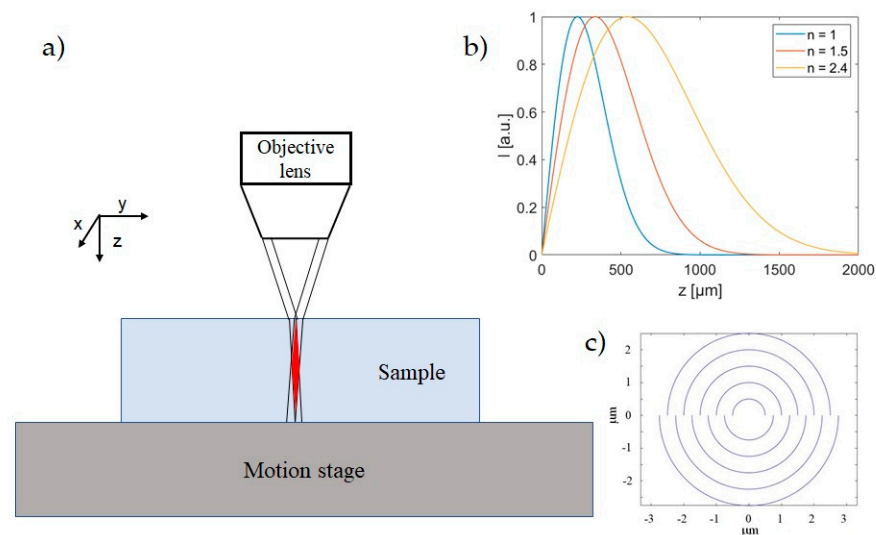 a)
Objective
lens
x
y
z
Sample
Motion stage
b)
n = 1
n = 1.5
n = 2.4
I [a.u.]
1
0.8
0.6
0.4
0.2
0
0
500
1000
1500
2000
z [µm]
c)
µm
2
1
0
-1
-2
-3
-2
-1
0
1
2
3
µm